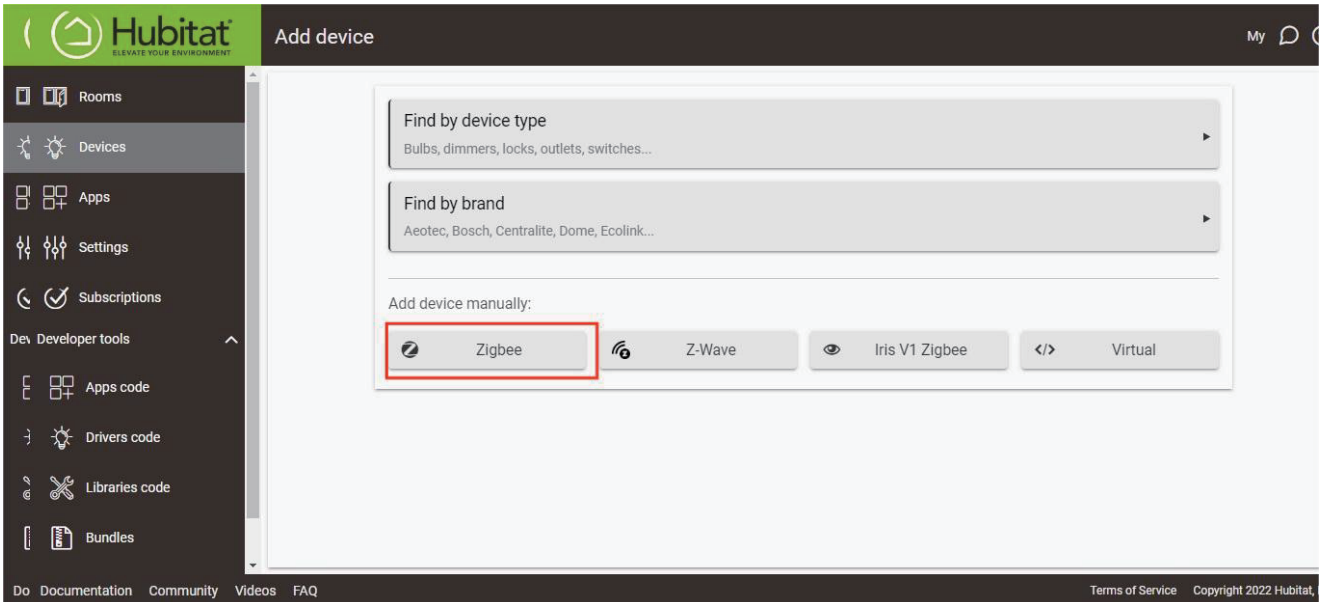 Hubitat
ELEVATE YOUR ENVIRONMENT
Add device
My
Rooms
Devices
Apps
Settings
Subscriptions
Dev Developer tools
Apps code
Drivers code
Libraries code
Bundles
Find by device type
Bulbs, dimmers, locks, outlets, switches...
Find by brand
Aeotec, Bosch, Centralite, Dome, Ecolink...
Add device manually:
Zigbee
Z-Wave
Iris V1 Zigbee
</> Virtual
Do Documentation Community Videos FAQ
Terms of Service Copyright 2022 Hubitat,